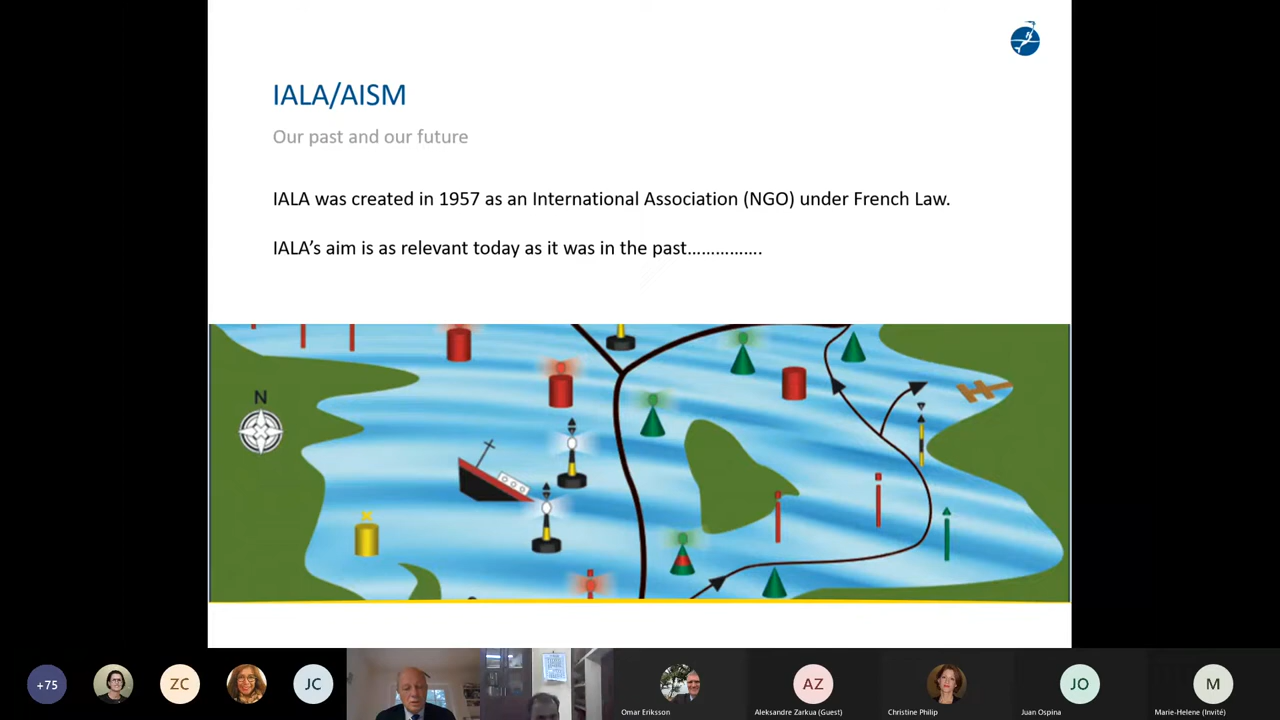 IALA/AISM
Our past and our future
IALA was created in 1957 as an International Association (NGO) under French Law.
IALA's aim is as relevant today as it was in the past...............
N
+75
ZC
JC
Omar Eriksson
AZ
Aleksandre Zarkua (Guest)
Christine Philip
JO
Juan Ospina
M
Marie-Helene (Invité)